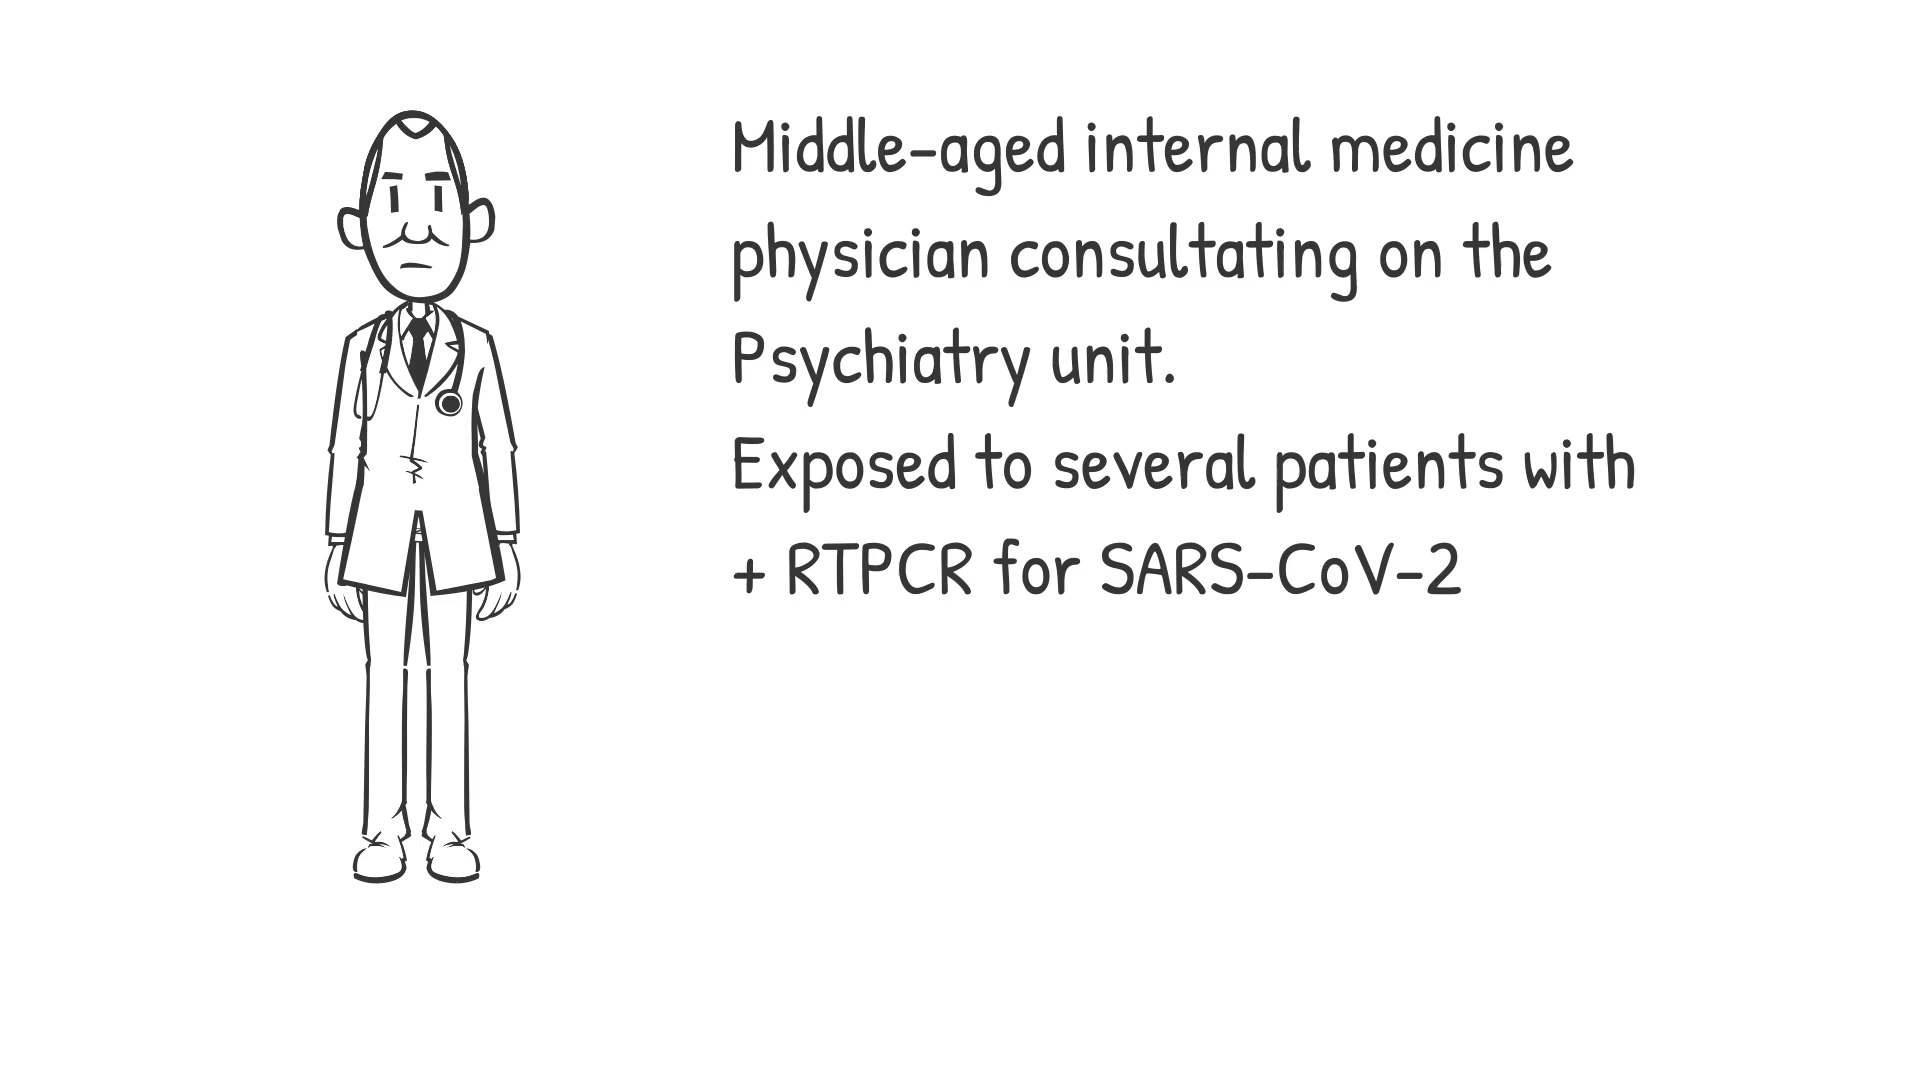 Middle-aged internal medicine
physician consultating on the
Psychiatry unit.
Exposed to several patients with
+ RTPCR for SARS-CoV-2